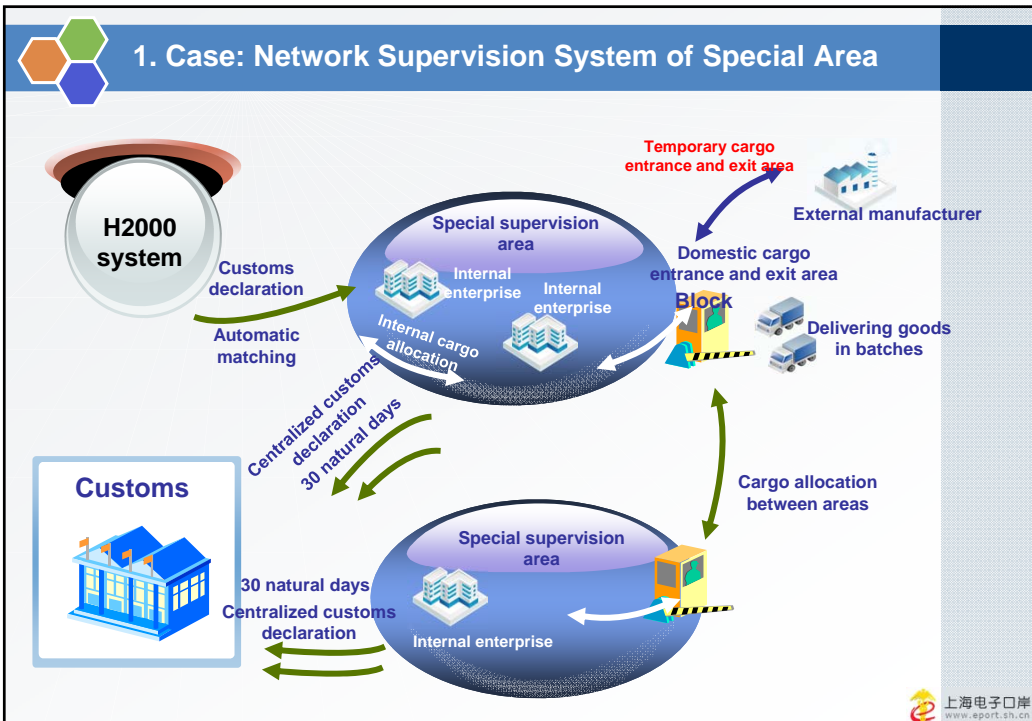 1. Case: Network Supervision System of Special Area
H2000
system
Customs
declaration
Automatic
matching
Special supervision
area
Internal
enterprise
Internal
enterprise
Internal cargo
allocation
Temporary cargo
entrance and exit area
External manufacturer
Domestic cargo
entrance and exit area
Block
Delivering goods
in batches
Centralized customs
declaration
30 natural days
Cargo allocation
between areas
Customs
Special supervision
area
30 natural days
Centralized customs
declaration
Internal enterprise
上海电子口岸
www.eport.sh.cn